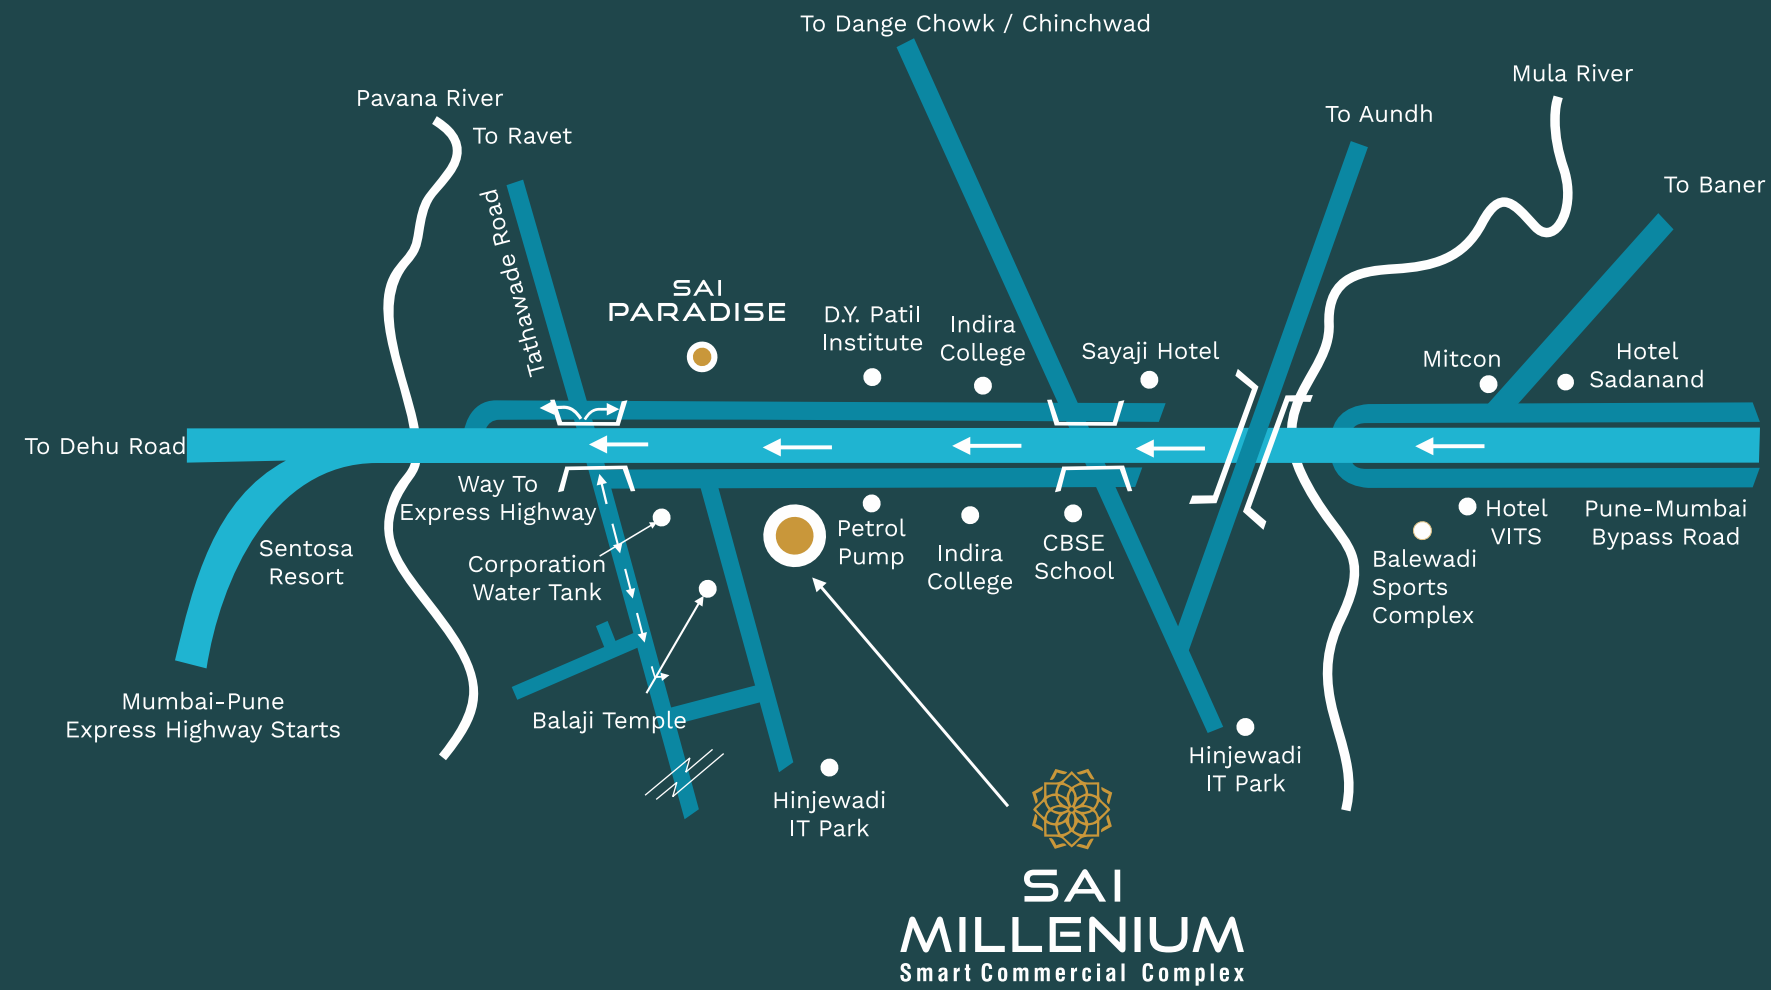 To Dange Chowk / Chinchwad
Mula River
Pavana River
To Aundh
To Ravet
To Baner
Tathawade Road
SAI
PARADISE
D.Y. Patil
Institute
Indira
College
Sayaji Hotel
Mitcon
Hotel
Sadanand
To Dehu Road
Way To
Express Highway
Petrol
Pump
Indira
College
CBSE
School
Hotel
VITS
Pune-Mumbai
Bypass Road
Balewadi
Sports
Complex
Sentosa
Resort
Corporation
Water Tank
Mumbai-Pune
Express Highway Starts
Balaji Temple
Hinjewadi
IT Park
Hinjewadi
IT Park
SAI
MILLENIUM
Smart Commercial Complex